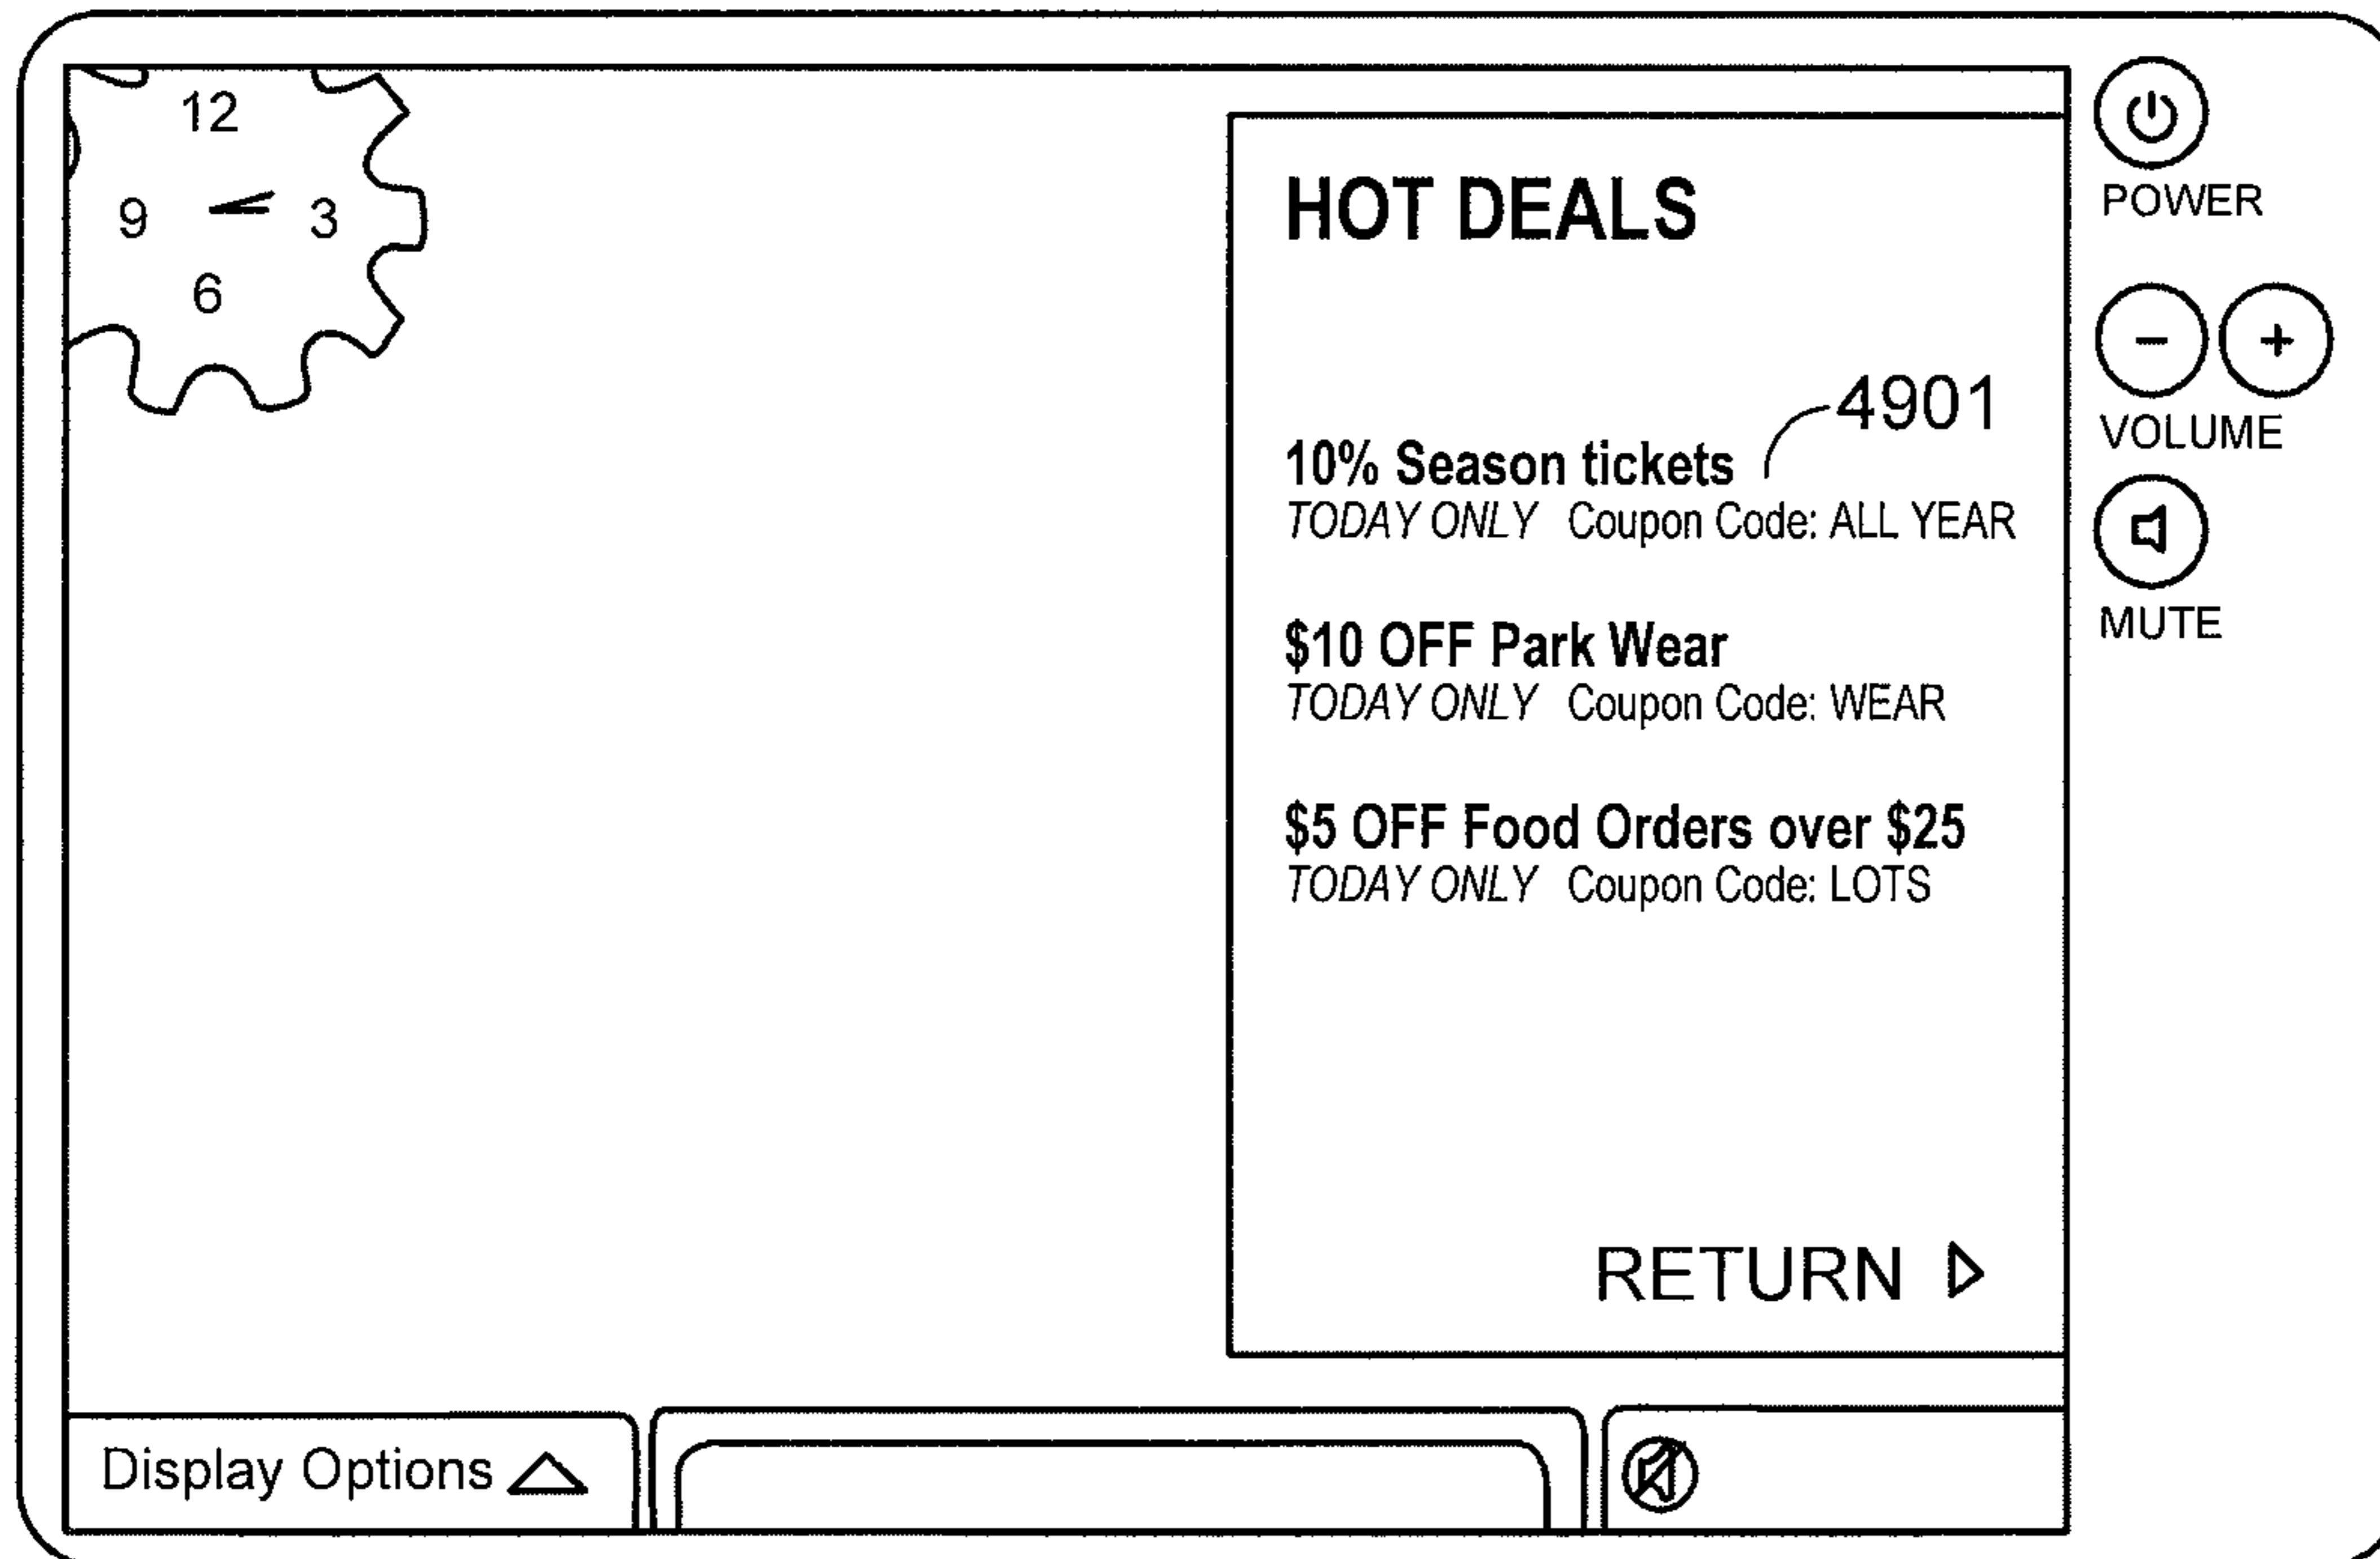 12
9 3
6
HOT DEALS
4901
10% Season tickets
TODAY ONLY Coupon Code: ALL YEAR
$10 OFF Park Wear
TODAY ONLY Coupon Code: WEAR
$5 OFF Food Orders over $25
TODAY ONLY Coupon Code: LOTS
RETURN
POWER
- +
VOLUME
MUTE
Display Options